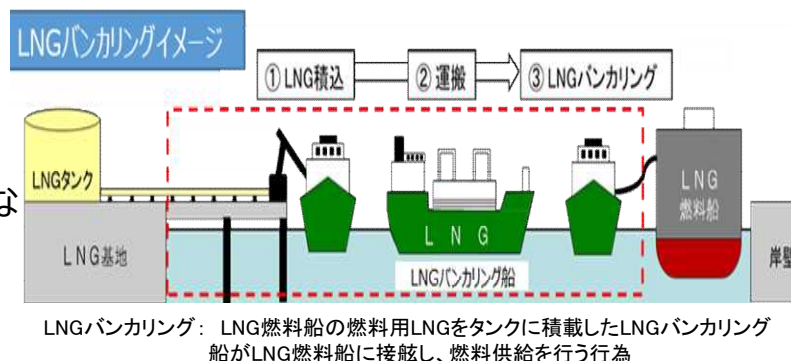 LNGバンカリングイメージ
① LNG積込
② 運搬
③ LNGバンカリング
LNGタンク
な
LNG基地
LNG
LNGバンカリング船
LNG
燃料船
岸壁
LNGバンカリング： LNG燃料船の燃料用LNGをタンクに積載したLNGバンカリング
船がLNG燃料船に接舷し、燃料供給を行う行為